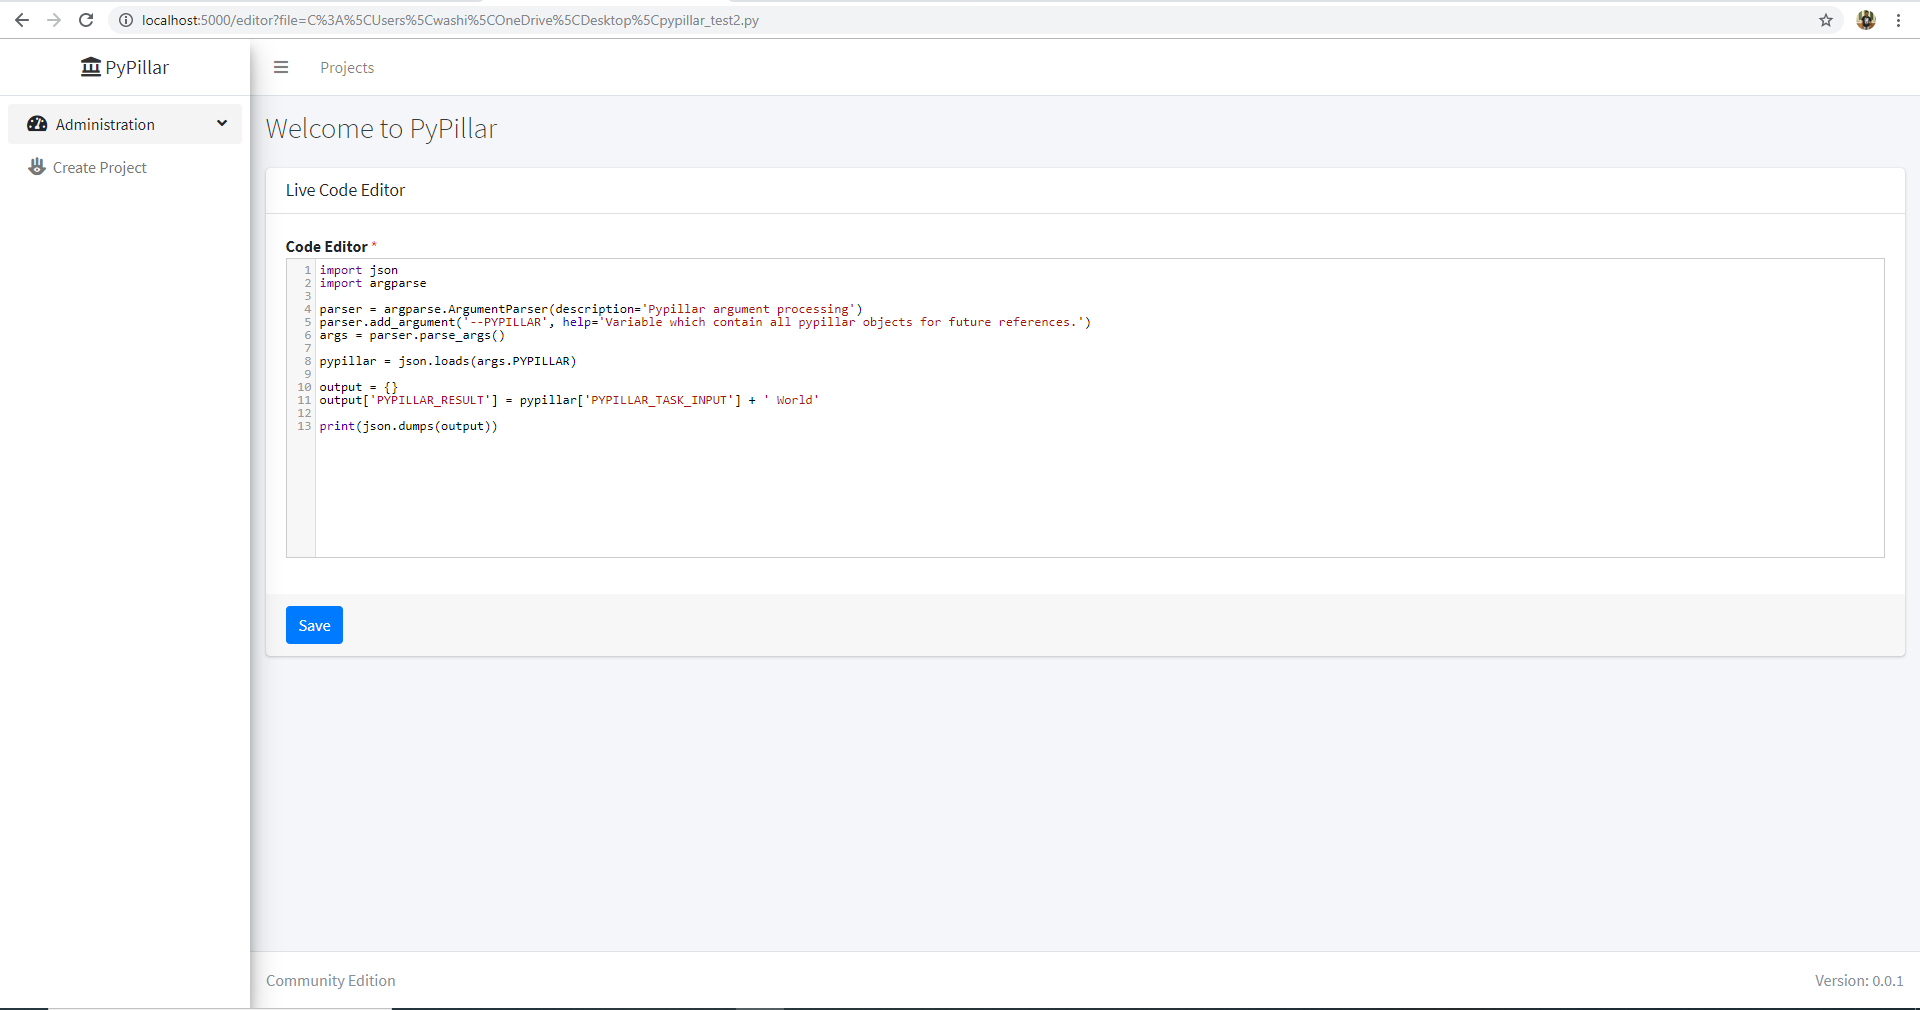 localhost:5000/editor?file=C%3A%5CUsers%5Cwashi%5COneDrive%5CDesktop%5Cpypillar_test2.py
PyPillar
Projects
Administration
Create Project
Welcome to PyPillar
Live Code Editor
Code Editor *
1 import json
2 import argparse
3
4 parser = argparse.ArgumentParser(description='Pypillar argument processing')
5 parser.add_argument('--PYPILLAR', help='Variable which contain all pypillar objects for future references.')
6 args = parser.parse_args()
7
8 pypillar = json.loads(args.PYPILLAR)
9
10 output = {}
11 output['PYPILLAR_RESULT'] = pypillar['PYPILLAR_TASK_INPUT'] + ' World'
12
13 print(json.dumps(output))
Save
Community Edition
Version: 0.0.1